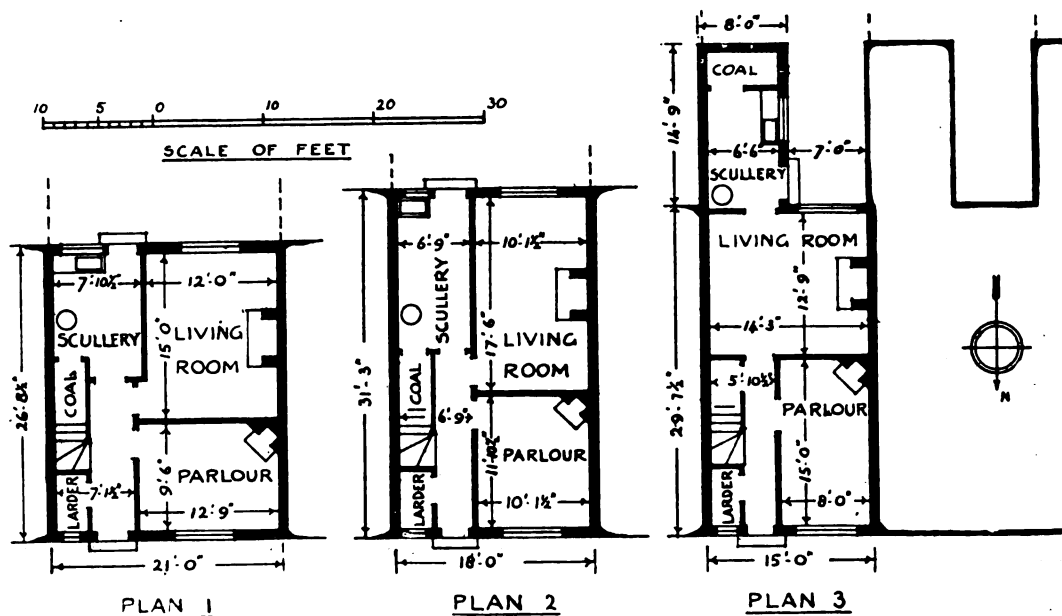 10 5 0 10 20 30
SCALE OF FEET
26'-8½"
7'-10½"
12'-0"
SCULLERY
15'-0"
LIVING
ROOM
COAL
9'-6"
PARLOUR
LARDER
7'-1½"
12'-9"
21'-0"
PLAN 1
31'-3"
6'-9"
10'-1½"
SCULLERY
17'-6"
LIVING
ROOM
COAL
6'-9"
11'-10½"
PARLOUR
LARDER
10'-1½"
18'-0"
PLAN 2
8'-0"
COAL
14'-9"
6'-6
7'-0"
SCULLERY
LIVING ROOM
12'-9"
14'-3"
29'-7½"
5'-10½"
PARLOUR
15'-0"
LARDER
8'-0"
15'-0"
PLAN 3
N